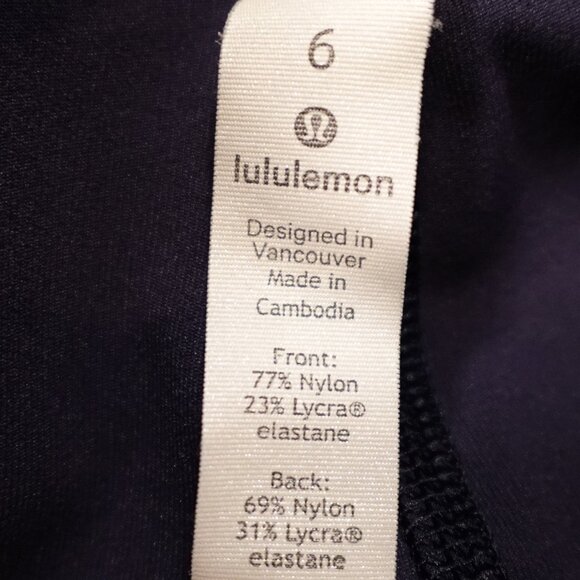 6
lululemon
Designed in
Vancouver
Made in
Cambodia
Front:
77% Nylon
23% Lycra®
elastane
Back:
69% Nylon
31% Lycra®
elastane